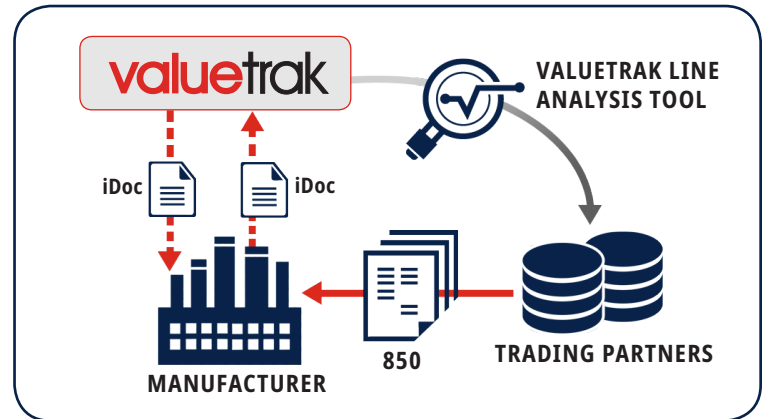 valuetrak
VALUETRAK LINE
ANALYSIS TOOL
iDoc
iDoc
850
TRADING PARTNERS
MANUFACTURER